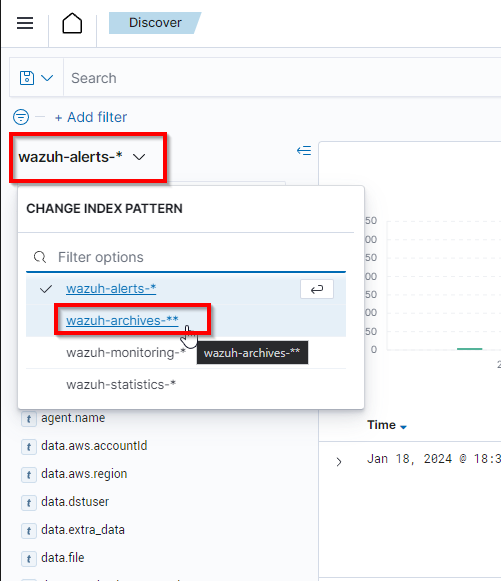 Discover
Search
+ Add filter
wazuh-alerts-*
CHANGE INDEX PATTERN
Filter options
wazuh-alerts-*
wazuh-archives-**
wazuh-monitoring-*
wazuh-archives-**
wazuh-statistics-*
t agent.name
t data.aws.accountId
t data.aws.region
t data.dstuser
t data.extra_data
t data.file
50
00
50
00
50
0
2
Time
Jan 18, 2024 @ 18:3